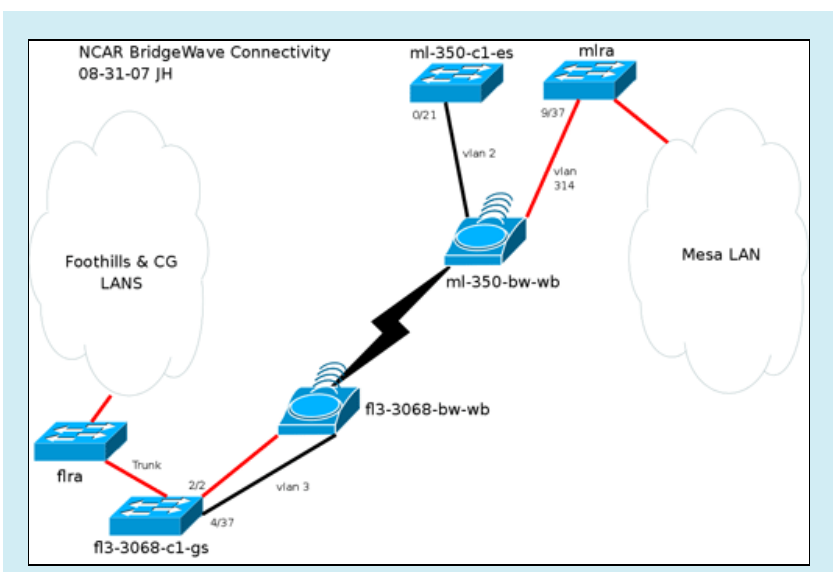 NCAR BridgeWave Connectivity
08-31-07 JH
ml-350-c1-es
mlra
0/21
9/37
vlan 2
vlan
314
Foothills & CG
LANS
Mesa LAN
ml-350-bw-wb
fl3-3068-bw-wb
flra
Trunk
2/2
vlan 3
4/37
fl3-3068-c1-gs